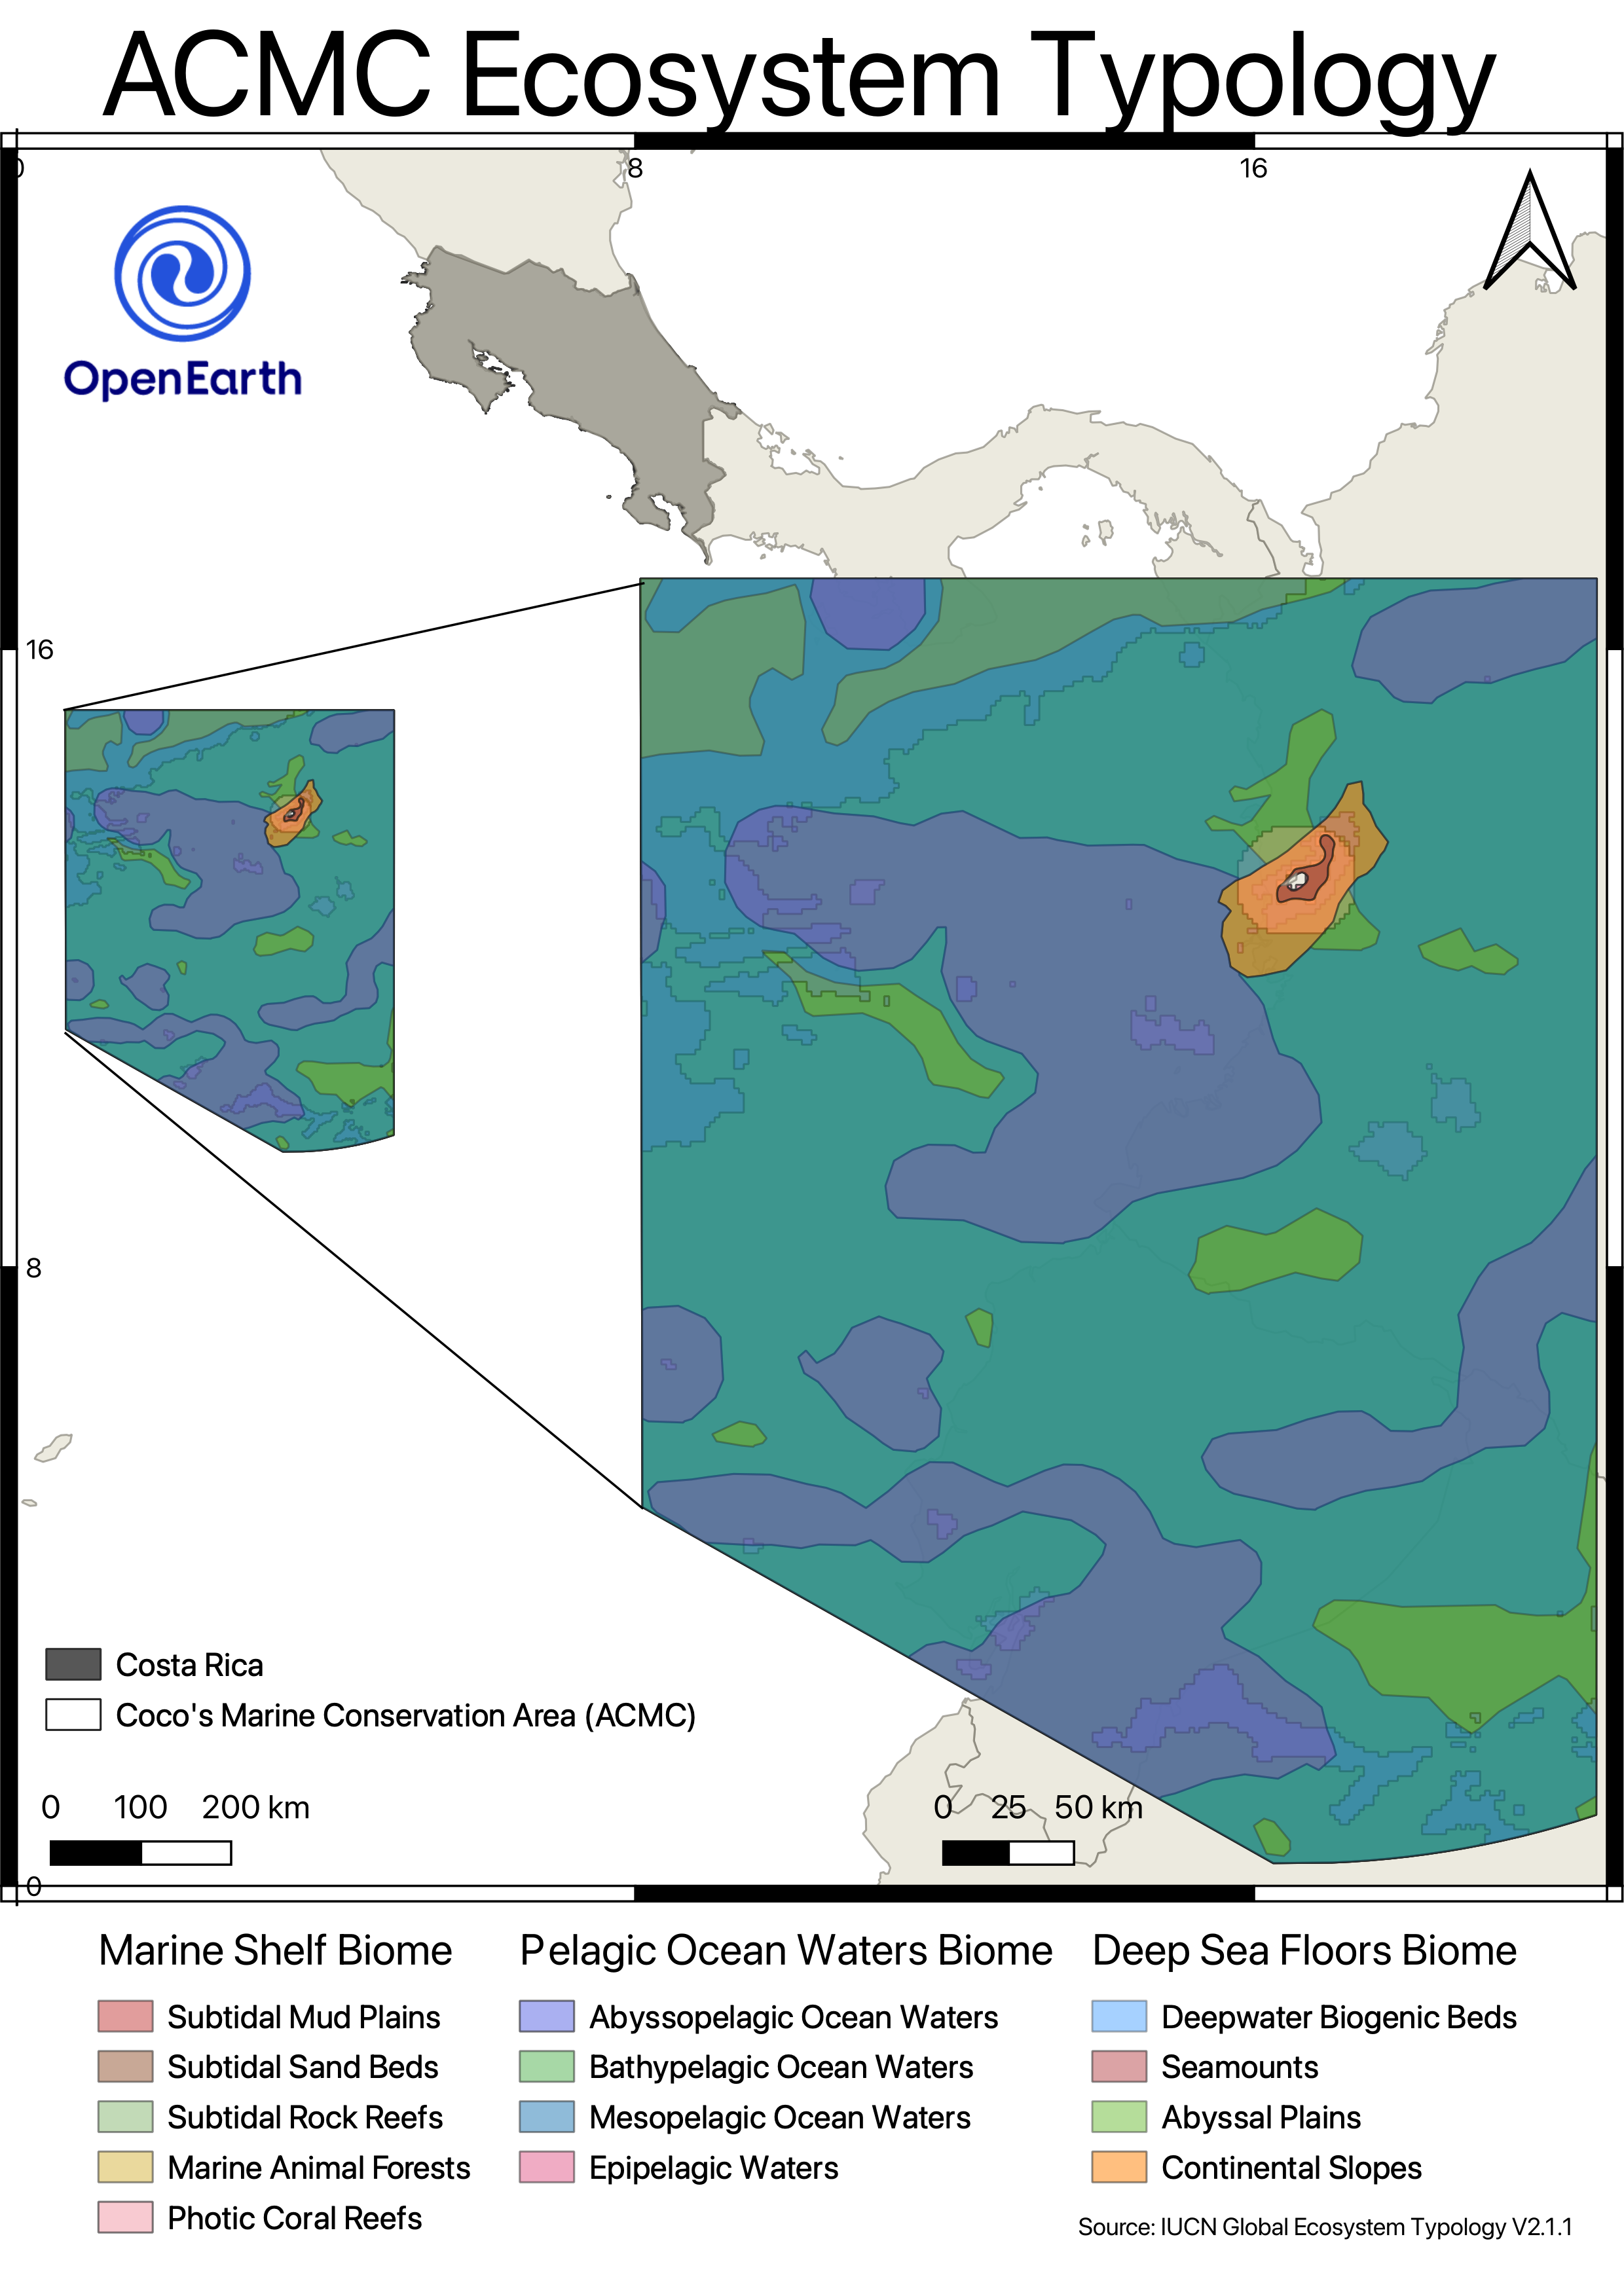 ACMC Ecosystem Typology
0 8 16
OpenEarth
16
8
Costa Rica
Coco's Marine Conservation Area (ACMC)
0 100 200 km
0 25 50 km
0
Marine Shelf Biome
Subtidal Mud Plains
Subtidal Sand Beds
Subtidal Rock Reefs
Marine Animal Forests
Photic Coral Reefs
Pelagic Ocean Waters Biome
Abyssopelagic Ocean Waters
Bathypelagic Ocean Waters
Mesopelagic Ocean Waters
Epipelagic Waters
Deep Sea Floors Biome
Deepwater Biogenic Beds
Seamounts
Abyssal Plains
Continental Slopes
Source: IUCN Global Ecosystem Typology V2.1.1